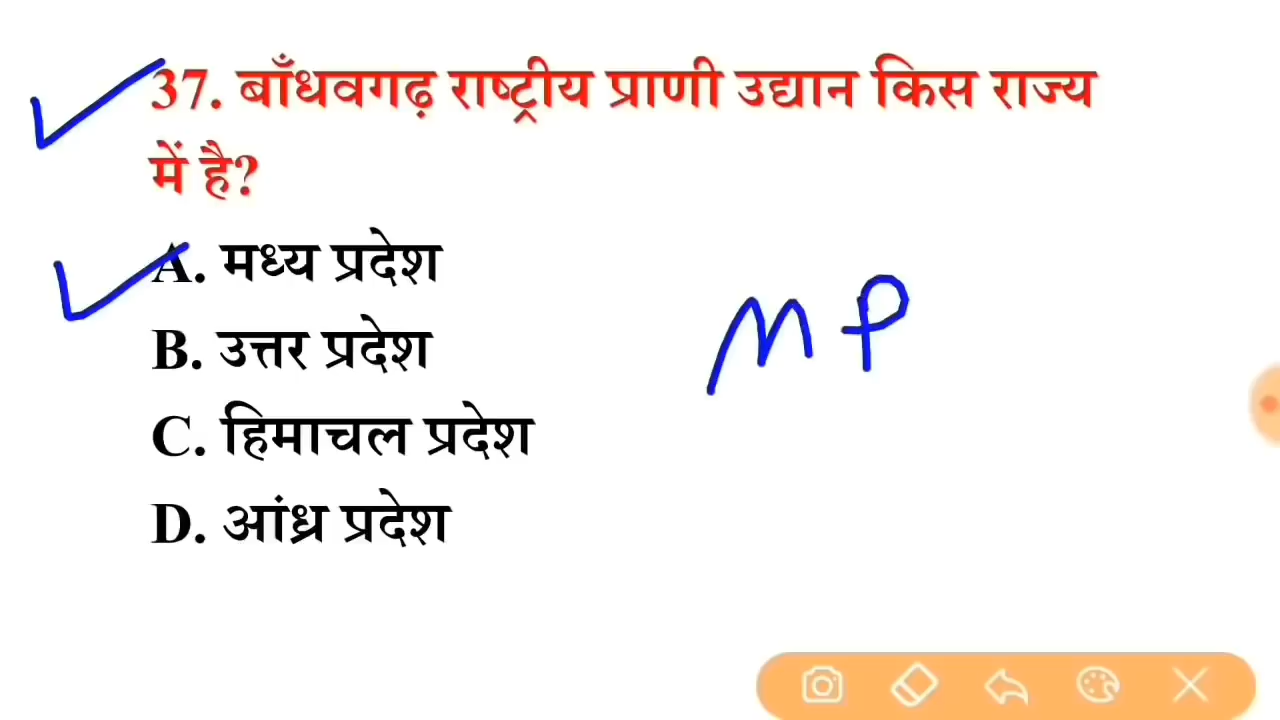 37. बाँधवगढ़ राष्ट्रीय प्राणी उद्यान किस राज्य
में है?
A. मध्य प्रदेश
B. उत्तर प्रदेश
MP
C. हिमाचल प्रदेश
D. आंध्र प्रदेश